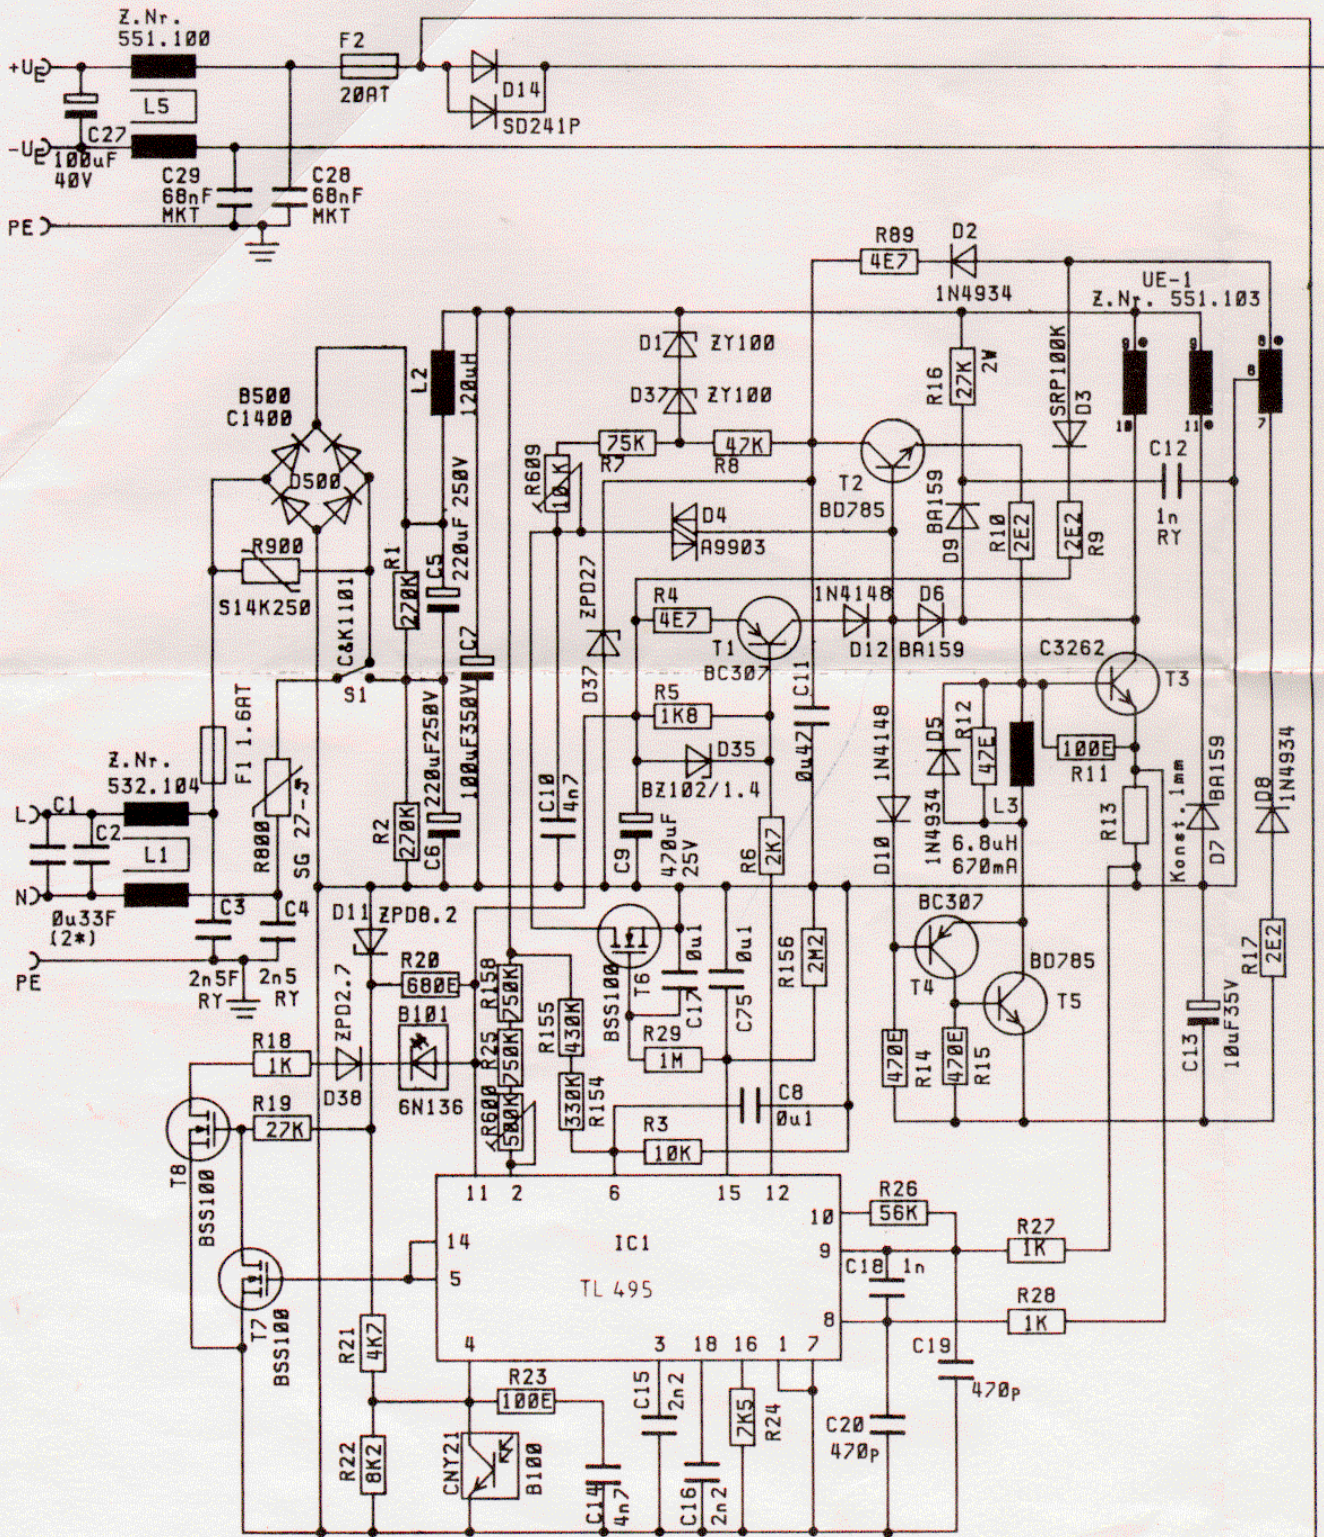 Z.Nr.
551.100
F2
20AT
+UE
L5
D14
SD241P
C27
100uF
40V
-UE
C29
68nF
MKT
C28
68nF
MKT
PE
R89
4E7
D2
1N4934
UE-1
Z.Nr. 551.103
9
9
8
6
10
11
7
L2
120uH
D1
ZY100
D37
ZY100
R16
27K
2W
SRP100K
D3
B500
C1400
D500
R609
10K
75K
R7
47K
R8
T2
BD785
C12
1n
RY
D4
A9903
BA159
D9
R10
2E2
2E2
R9
R900
S14K250
R1
270K
C5
220uF 250V
C&K1101
S1
C7
100uF350V
ZPD27
D37
R4
4E7
T1
BC307
1N4148
D12
D6
BA159
C3262
T3
R5
1K8
D35
BZ102/1.4
C11
0u47
1N4148
D10
D5
1N4934
R12
47E
L3
6.8uH
670mA
100E
R11
R13
Konst. 1mm
BA159
D7
D8
1N4934
F1 1.6AT
Z.Nr.
532.104
L
C1
C2
L1
R800
SG 27-S
N
0u33F
(2*)
C3
2n5F
RY
C4
2n5
RY
PE
R2
270K
C6
220uF250V
C10
4n7
C9
470uF
25V
R6
2K7
D11
ZPD8.2
R20
680E
ZPD2.7
D38
B101
6N136
R158
750K
R25
750K
R600
500K
R155
430K
330K
R154
BSS100
T6
0u1
C17
0u1
C75
R156
2M2
R29
1M
C8
0u1
R3
10K
BC307
T4
BD785
T5
470E
R14
470E
R15
C13
10uF35V
R17
2E2
R18
1K
R19
27K
T8
BSS100
T7
BSS100
11
2
6
15
12
10
14
5
IC1
TL 495
9
8
4
3
18
16
1
7
R26
56K
C18
1n
R27
1K
R28
1K
C19
470p
C20
470p
R21
4K7
R23
100E
R22
8K2
CNY21
B100
C14
4n7
C15
2n2
C16
2n2
7K5
R24